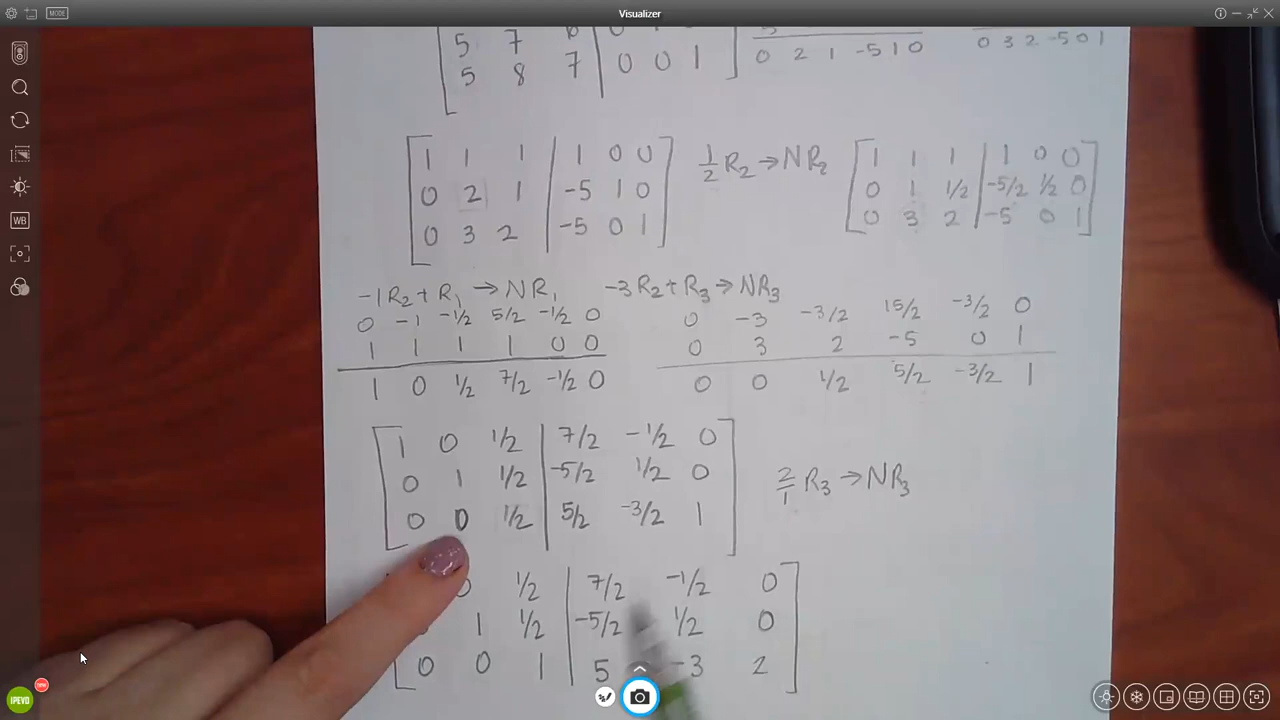 MODE
Visualizer
5 7 6
5 8 7 0 0 1
0 2 1 -5 1 0
0 3 2 -5 0 1
1 1 1 1 0 0
0 2 1 -5 1 0
0 3 2 -5 0 1
1/2 R2 → NR2
1 1 1 1 0 0
0 1 1/2 -5/2 1/2 0
0 3 2 -5 0 1
-1R2 + R1 → NR1
0 -1 -1/2 5/2 -1/2 0
1 1 1 1 0 0
1 0 1/2 7/2 -1/2 0
-3R2 + R3 → NR3
0 -3 -3/2 15/2 -3/2 0
0 3 2 -5 0 1
0 0 1/2 5/2 -3/2 1
1 0 1/2 7/2 -1/2 0
0 1 1/2 -5/2 1/2 0
0 0 1/2 5/2 -3/2 1
2/1 R3 → NR3
0 1/2 7/2 -1/2 0
1 1/2 -5/2 1/2 0
0 0 1 5 -3 2
WB
IPEVO